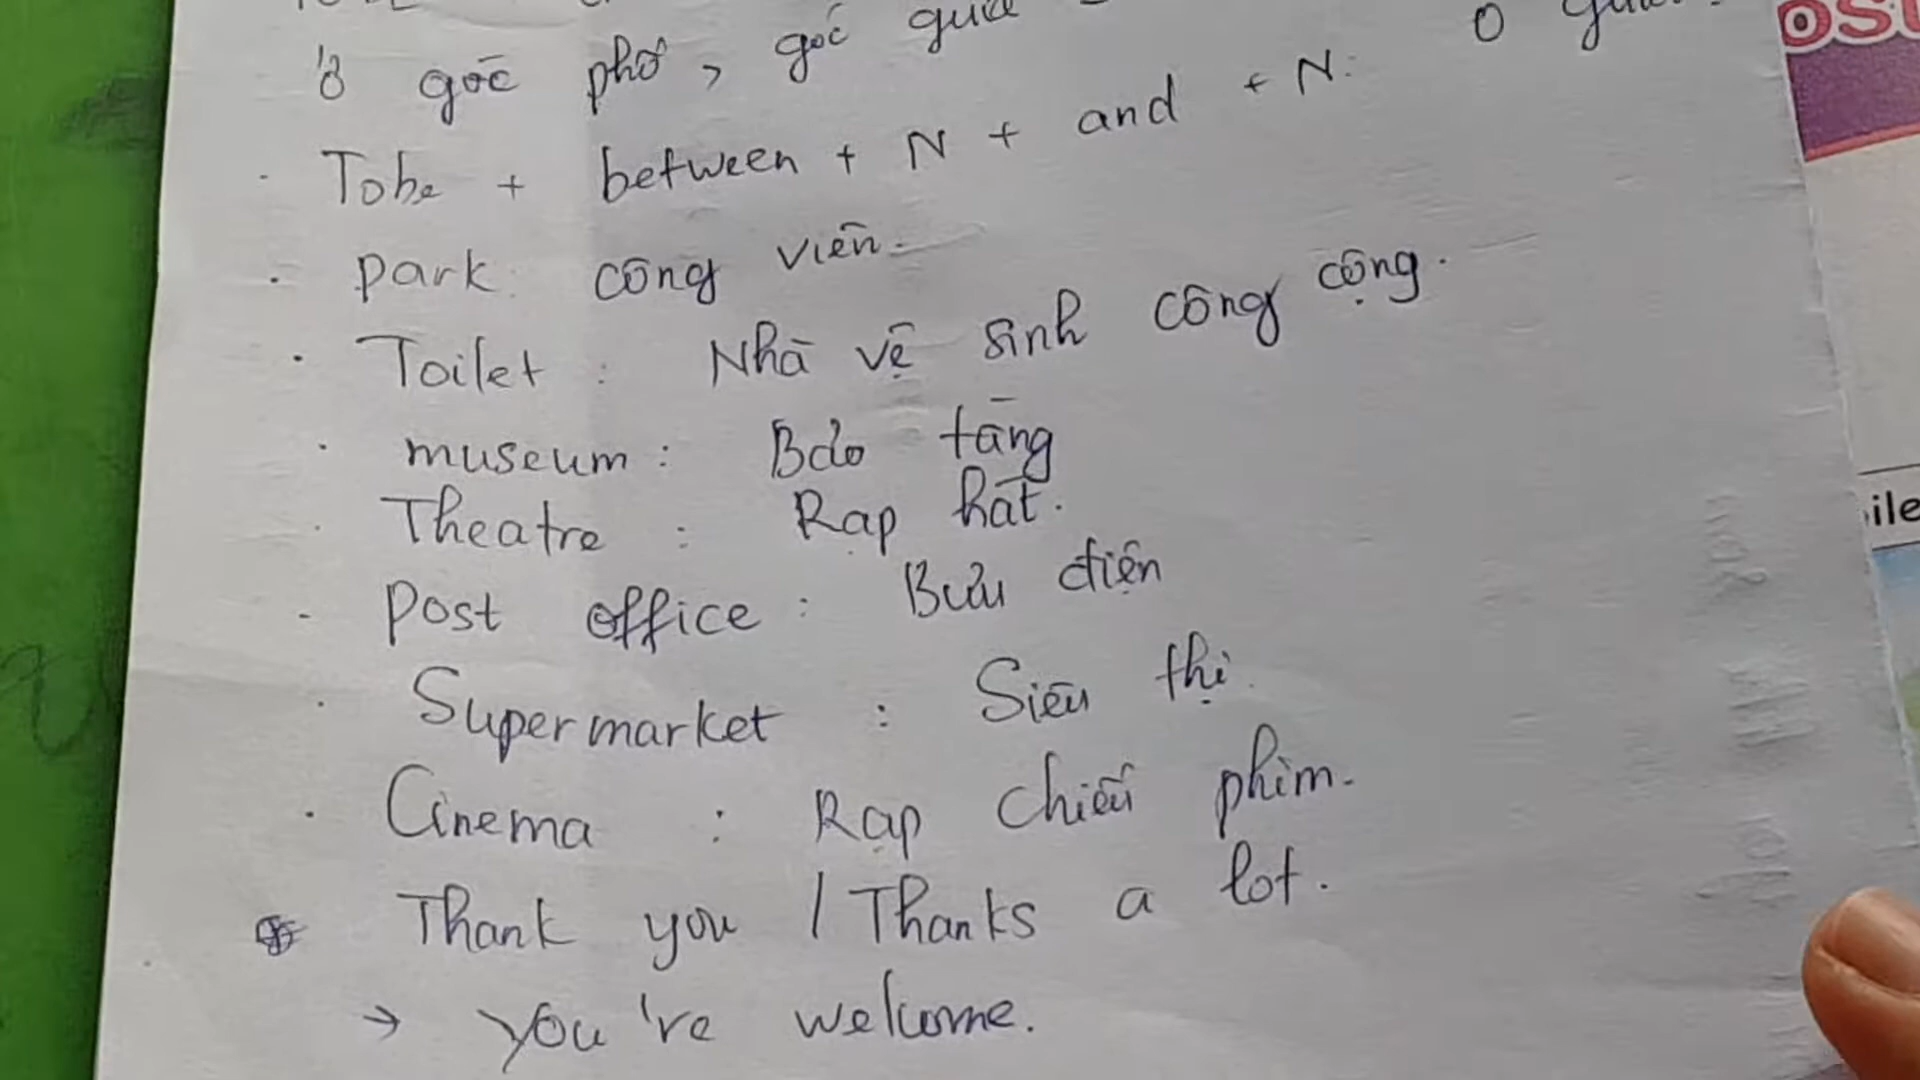 Ở góc phố, góc
Tobe + between + N + and + N.
Park: công viên.
Toilet: Nhà vệ sinh công cộng.
museum: Bảo tàng
Theatre: Rạp hát.
Post office: Bưu điện
Supermarket: Siêu thị
Cinema: Rạp chiếu phim.
Thank you / Thanks a lot.
→ You're welcome.